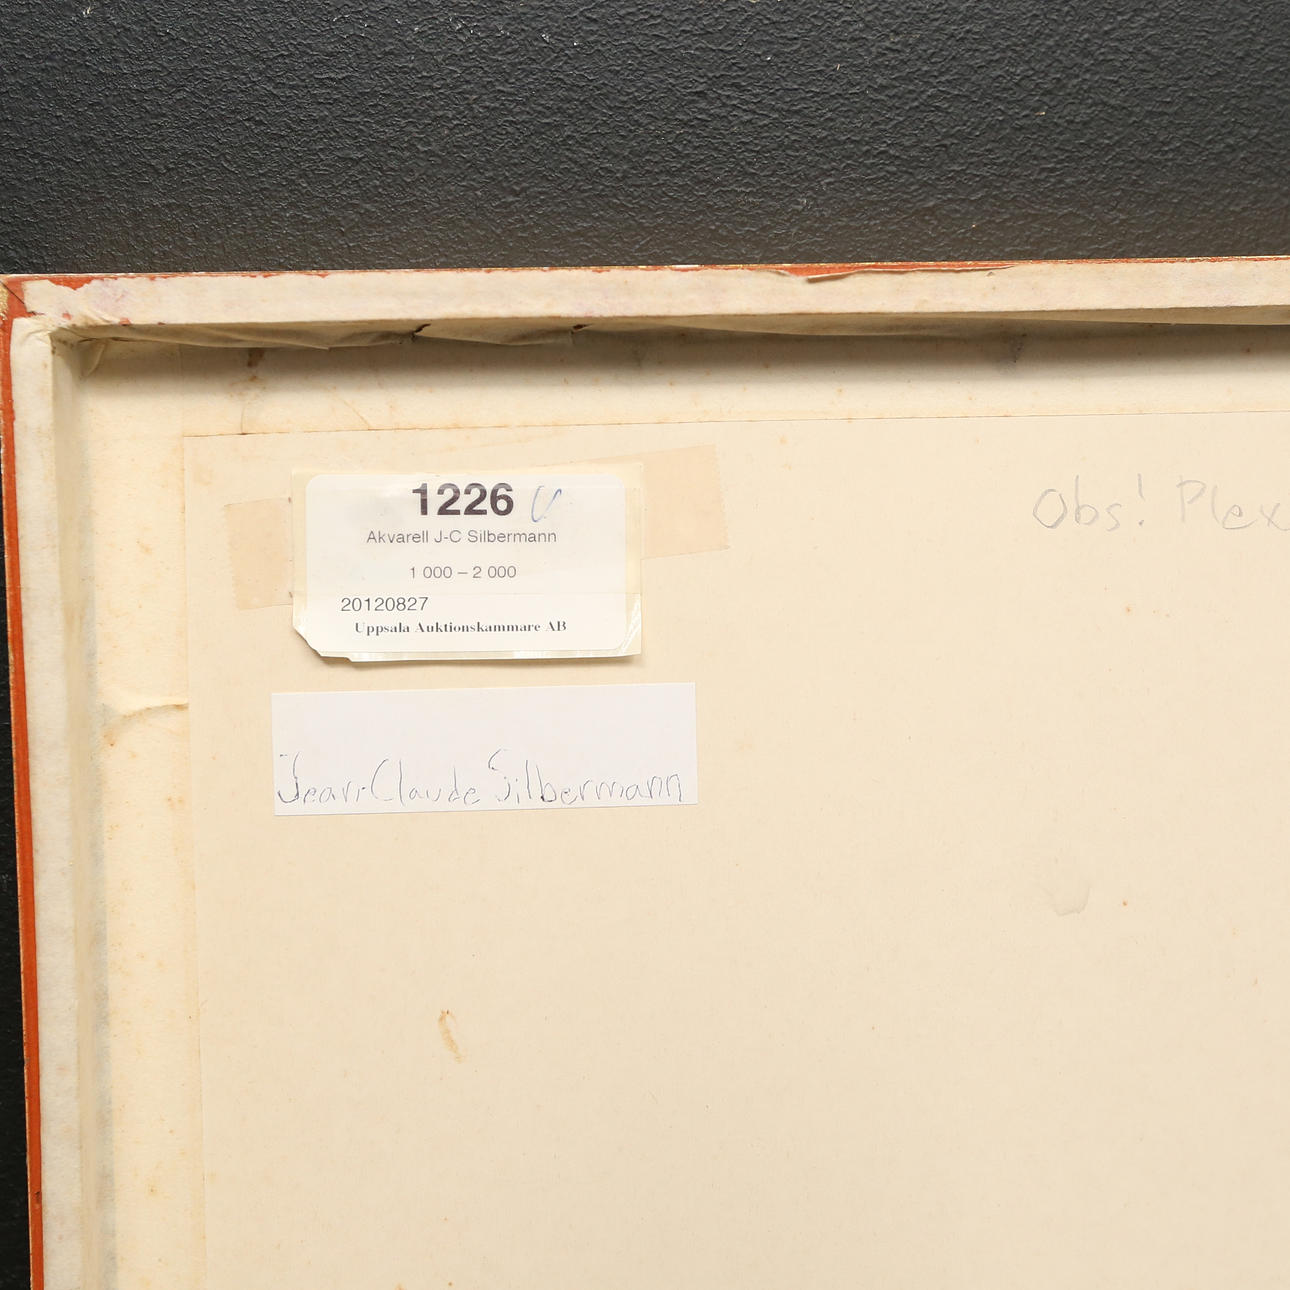 1226
Akvarell J-C Silbermann
1 000 – 2 000
20120827
Uppsala Auktionskammare AB
Jean-Claude Silbermann
Obs! Plex